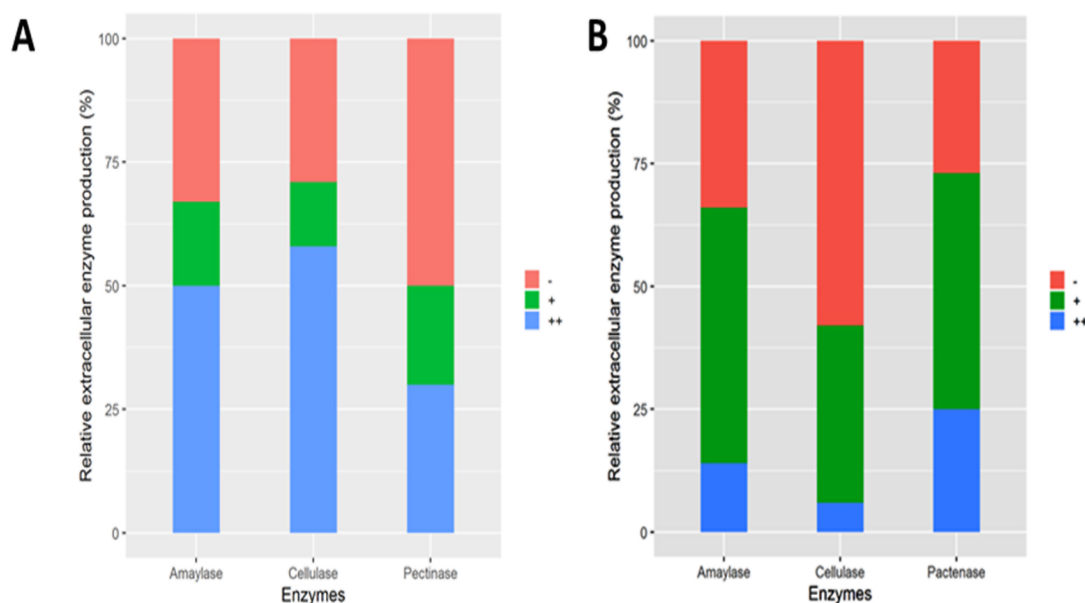 A
Relative extracellular enzyme production (%)
100
75
50
25
0
Amaylase Cellulase Pectinase
Enzymes
-
+
++
B
Relative extracellular enzyme production (%)
100
75
50
25
0
Amaylase Cellulase Pactenase
Enzymes
-
+
++